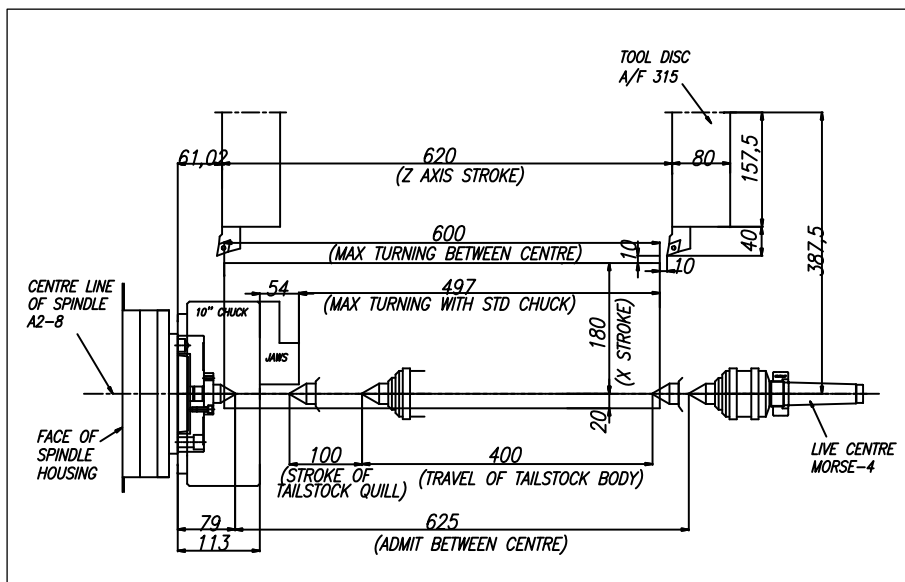 TOOL DISC
A/F 315
61,02
620
(Z AXIS STROKE)
80
157,5
600
(MAX TURNING BETWEEN CENTRE)
10
40
10
387,5
CENTRE LINE
OF SPINDLE
A2-8
54
497
(MAX TURNING WITH STD CHUCK)
10" CHUCK
JAWS
180
(X STROKE)
20
FACE OF
SPINDLE
HOUSING
100
(STROKE OF
TAILSTOCK QUILL)
400
(TRAVEL OF TAILSTOCK BODY)
LIVE CENTRE
MORSE-4
79
625
(ADMIT BETWEEN CENTRE)
113